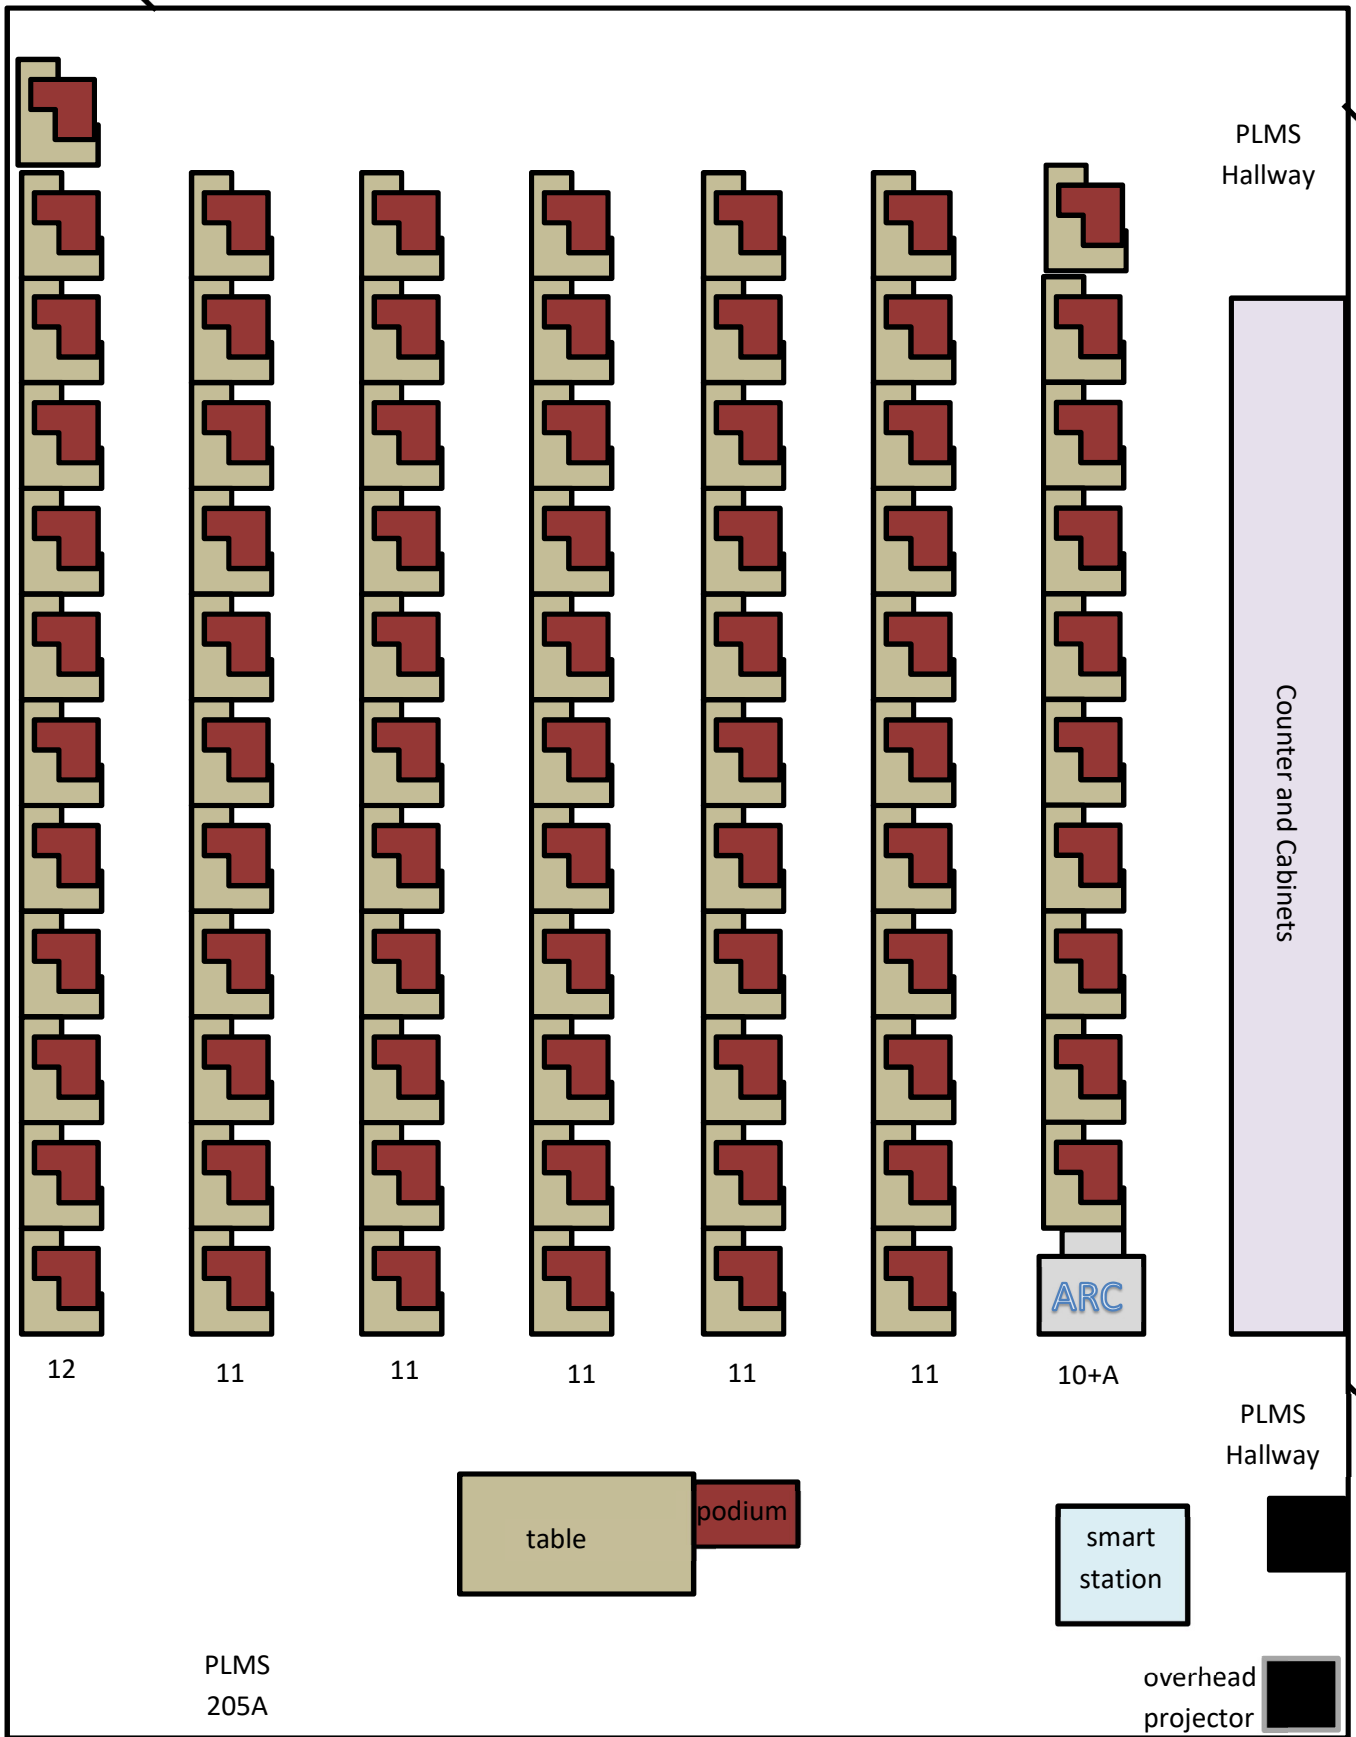 PLMS
Hallway
Counter and Cabinets
ARC
12
11
11
11
11
11
10+A
PLMS
Hallway
table
podium
smart
station
PLMS
205A
overhead
projector